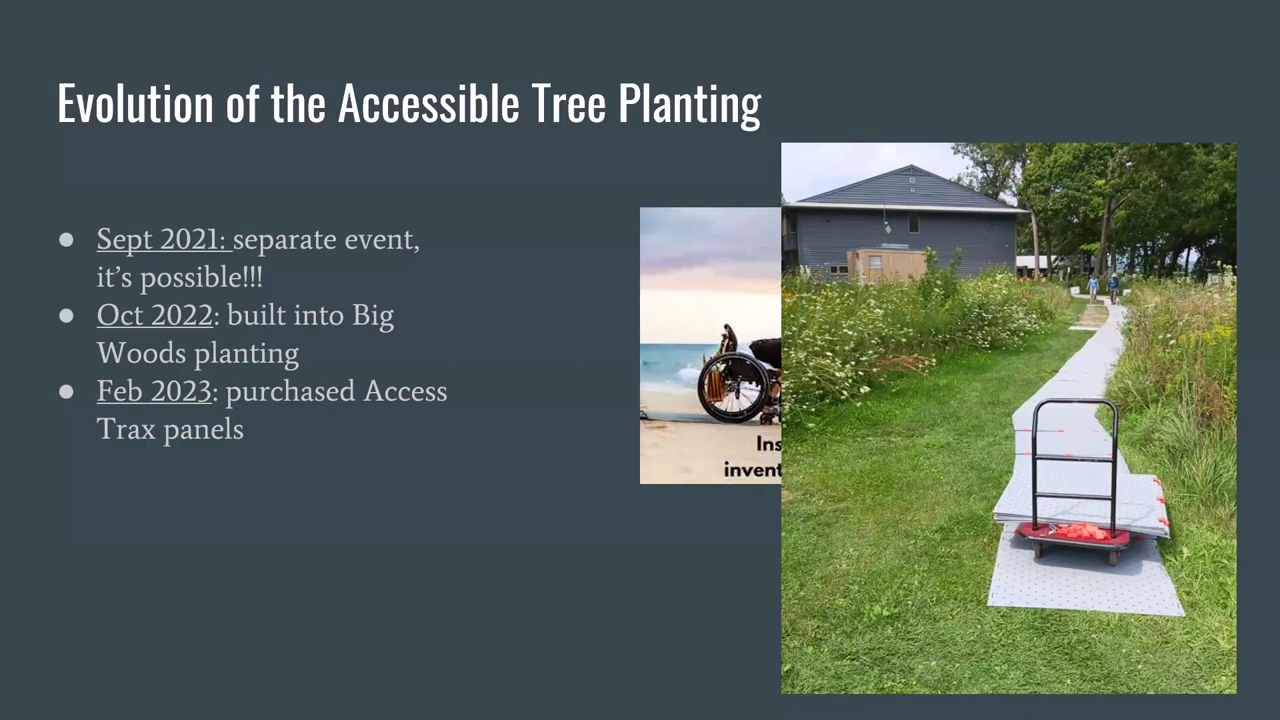 Evolution of the Accessible Tree Planting
● Sept 2021: separate event,
it’s possible!!!
● Oct 2022: built into Big
Woods planting
● Feb 2023: purchased Access
Trax panels